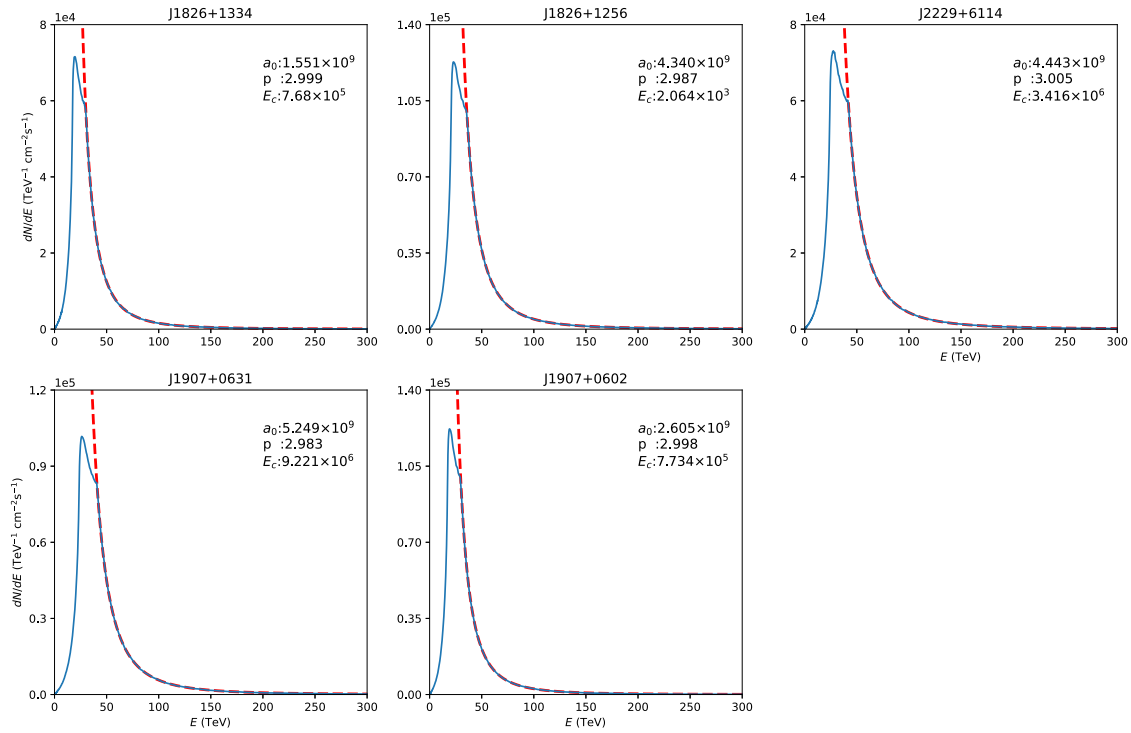 J1826+1334
1e4
8
6
4
2
0
0 50 100 150 200 250 300
dN/dE (TeV⁻¹ cm⁻²s⁻¹)
a₀:1.551×10⁹
p :2.999
E_c:7.68×10⁵
J1826+1256
1e5
1.40
1.05
0.70
0.35
0.00
0 50 100 150 200 250 300
a₀:4.340×10⁹
p :2.987
E_c:2.064×10³
J2229+6114
1e4
8
6
4
2
0
0 50 100 150 200 250 300
E (TeV)
a₀:4.443×10⁹
p :3.005
E_c:3.416×10⁶
J1907+0631
1e5
1.2
0.9
0.6
0.3
0.0
0 50 100 150 200 250 300
dN/dE (TeV⁻¹ cm⁻²s⁻¹)
E (TeV)
a₀:5.249×10⁹
p :2.983
E_c:9.221×10⁶
J1907+0602
1e5
1.40
1.05
0.70
0.35
0.00
0 50 100 150 200 250 300
E (TeV)
a₀:2.605×10⁹
p :2.998
E_c:7.734×10⁵